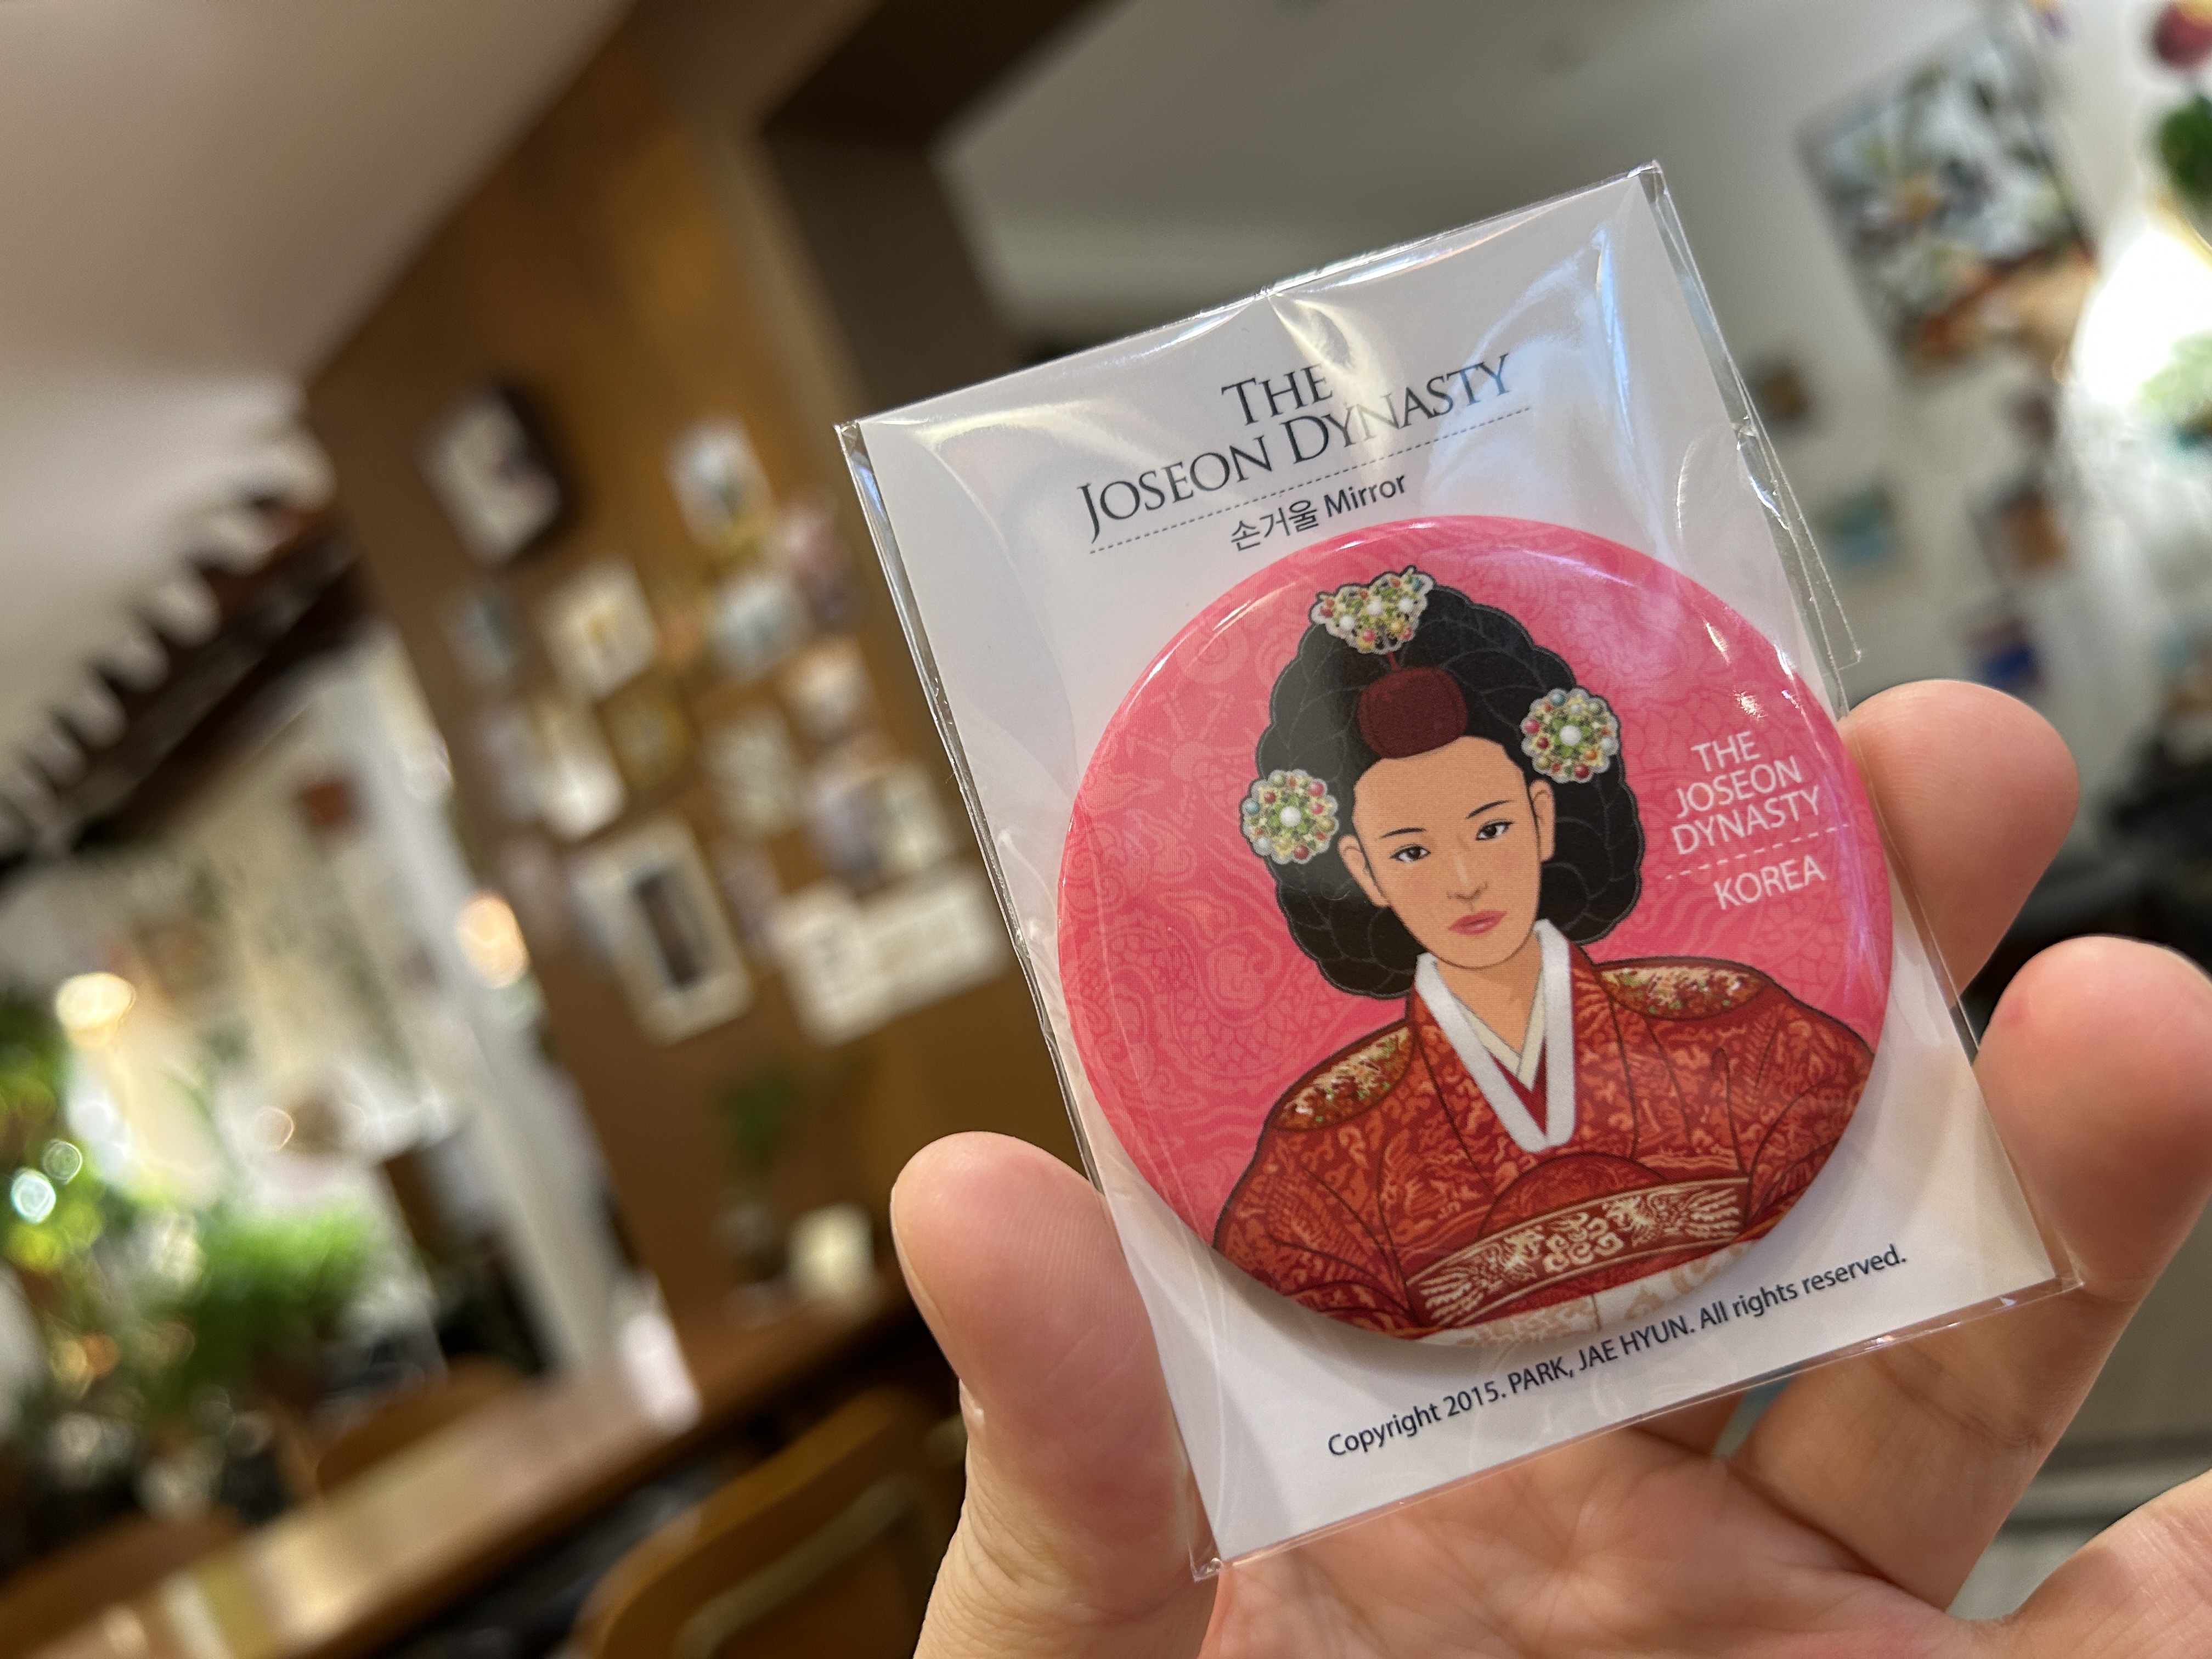 THE
JOSEON DYNASTY
손거울 Mirror
THE
JOSEON
DYNASTY
KOREA
Copyright 2015. PARK, JAE HYUN. All rights reserved.